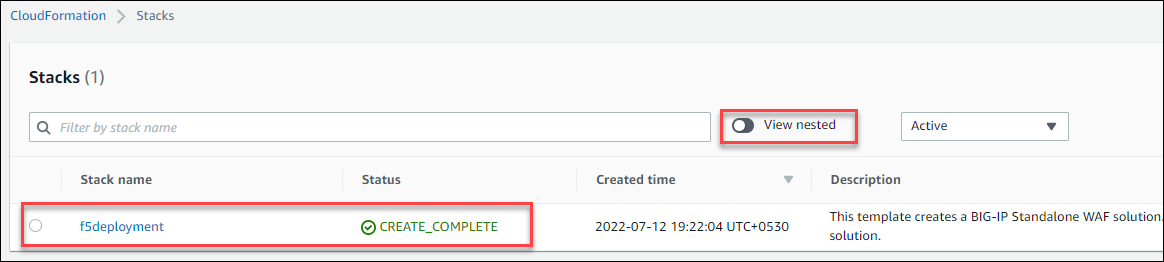 CloudFormation > Stacks
Stacks (1)
Filter by stack name
View nested
Active
Stack name Status Created time Description
f5deployment CREATE_COMPLETE 2022-07-12 19:22:04 UTC+0530 This template creates a BIG-IP Standalone WAF solution.
solution.